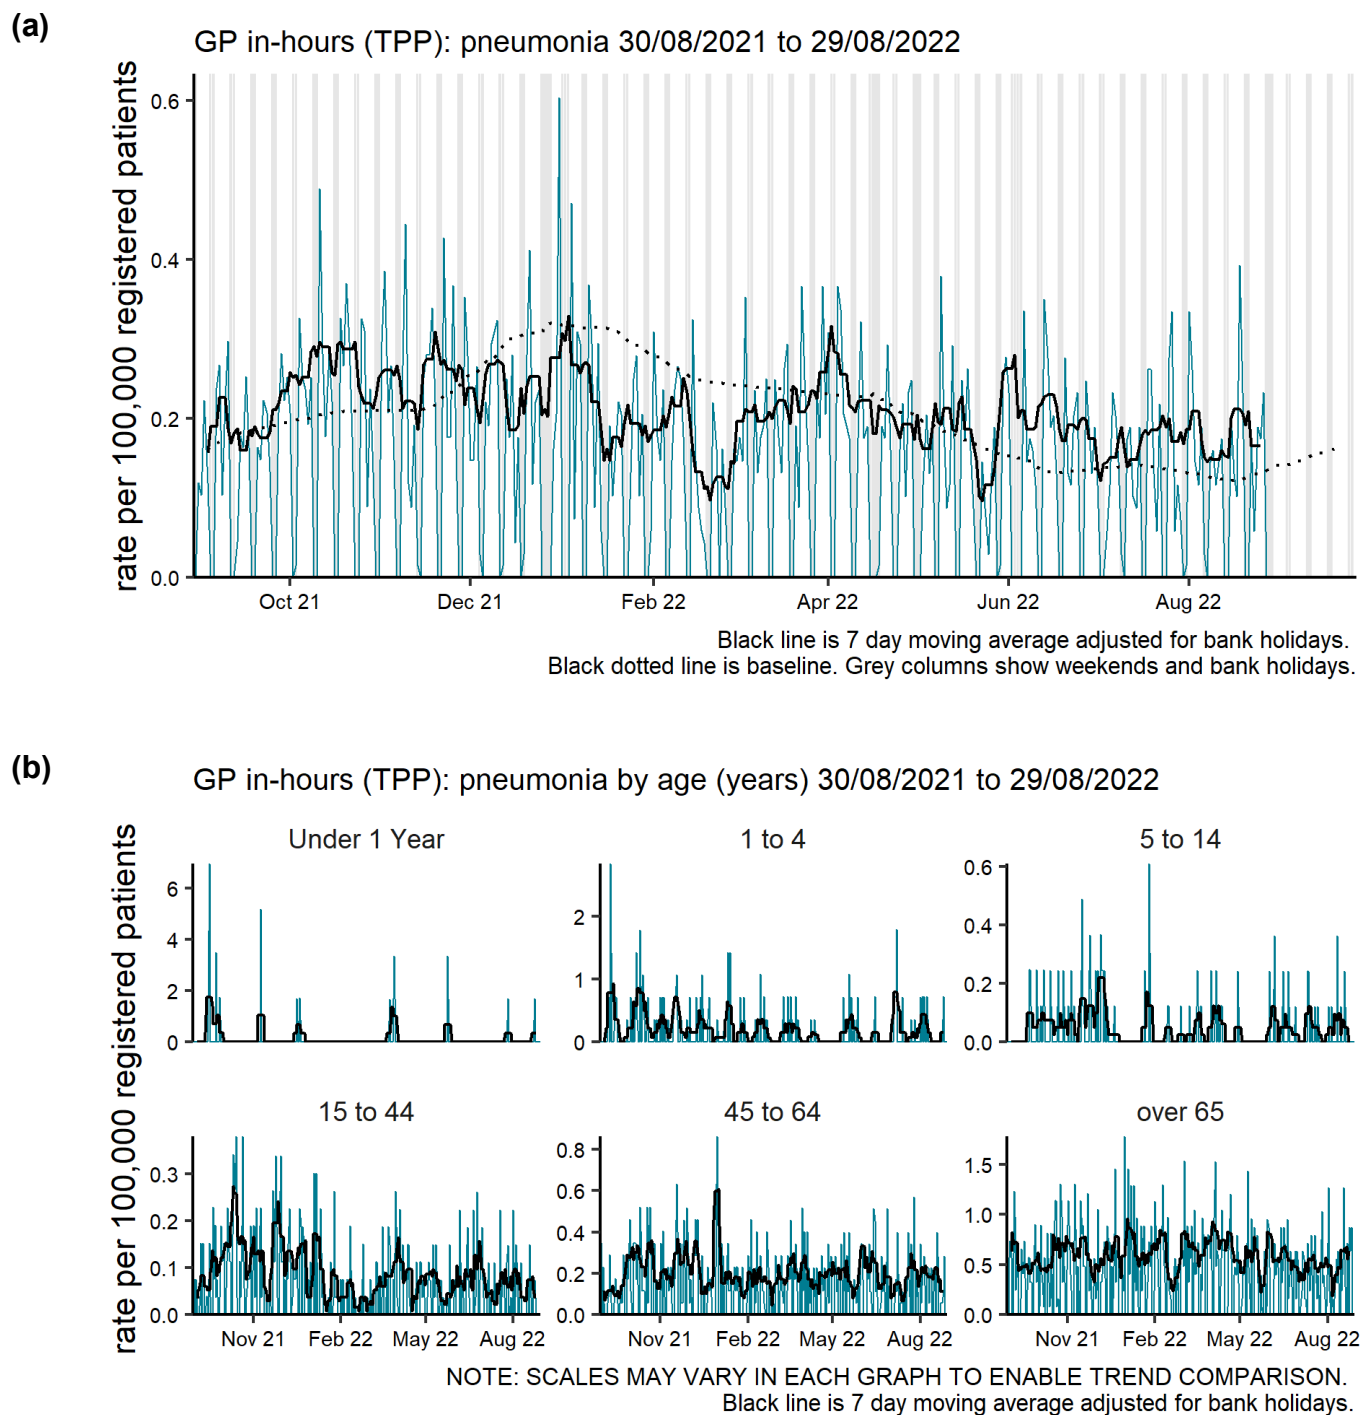 (a)
GP in-hours (TPP): pneumonia 30/08/2021 to 29/08/2022
rate per 100,000 registered patients
0.6
0.4
0.2
0.0
Oct 21 Dec 21 Feb 22 Apr 22 Jun 22 Aug 22
Black line is 7 day moving average adjusted for bank holidays.
Black dotted line is baseline. Grey columns show weekends and bank holidays.
(b)
GP in-hours (TPP): pneumonia by age (years) 30/08/2021 to 29/08/2022
rate per 100,000 registered patients
Under 1 Year
6
4
2
0
1 to 4
2
1
0
5 to 14
0.6
0.4
0.2
0.0
15 to 44
0.3
0.2
0.1
0.0
Nov 21 Feb 22 May 22 Aug 22
45 to 64
0.8
0.6
0.4
0.2
0.0
Nov 21 Feb 22 May 22 Aug 22
over 65
1.5
1.0
0.5
0.0
Nov 21 Feb 22 May 22 Aug 22
NOTE: SCALES MAY VARY IN EACH GRAPH TO ENABLE TREND COMPARISON.
Black line is 7 day moving average adjusted for bank holidays.